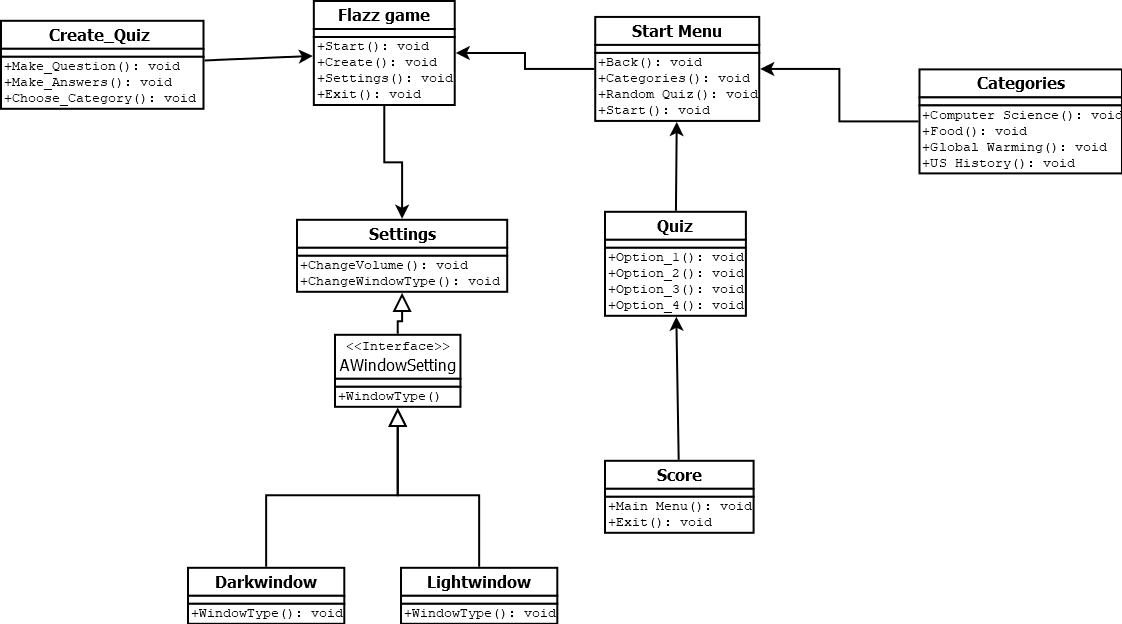 Create_Quiz
+Make_Question(): void
+Make_Answers(): void
+Choose_Category(): void
Flazz game
+Start(): void
+Create(): void
+Settings(): void
+Exit(): void
Start Menu
+Back(): void
+Categories(): void
+Random Quiz(): void
+Start(): void
Categories
+Computer Science(): void
+Food(): void
+Global Warming(): void
+US History(): void
Settings
+ChangeVolume(): void
+ChangeWindowType(): void
Quiz
+Option_1(): void
+Option_2(): void
+Option_3(): void
+Option_4(): void
<<Interface>>
AWindowSetting
+WindowType()
Score
+Main Menu(): void
+Exit(): void
Darkwindow
+WindowType(): void
Lightwindow
+WindowType(): void